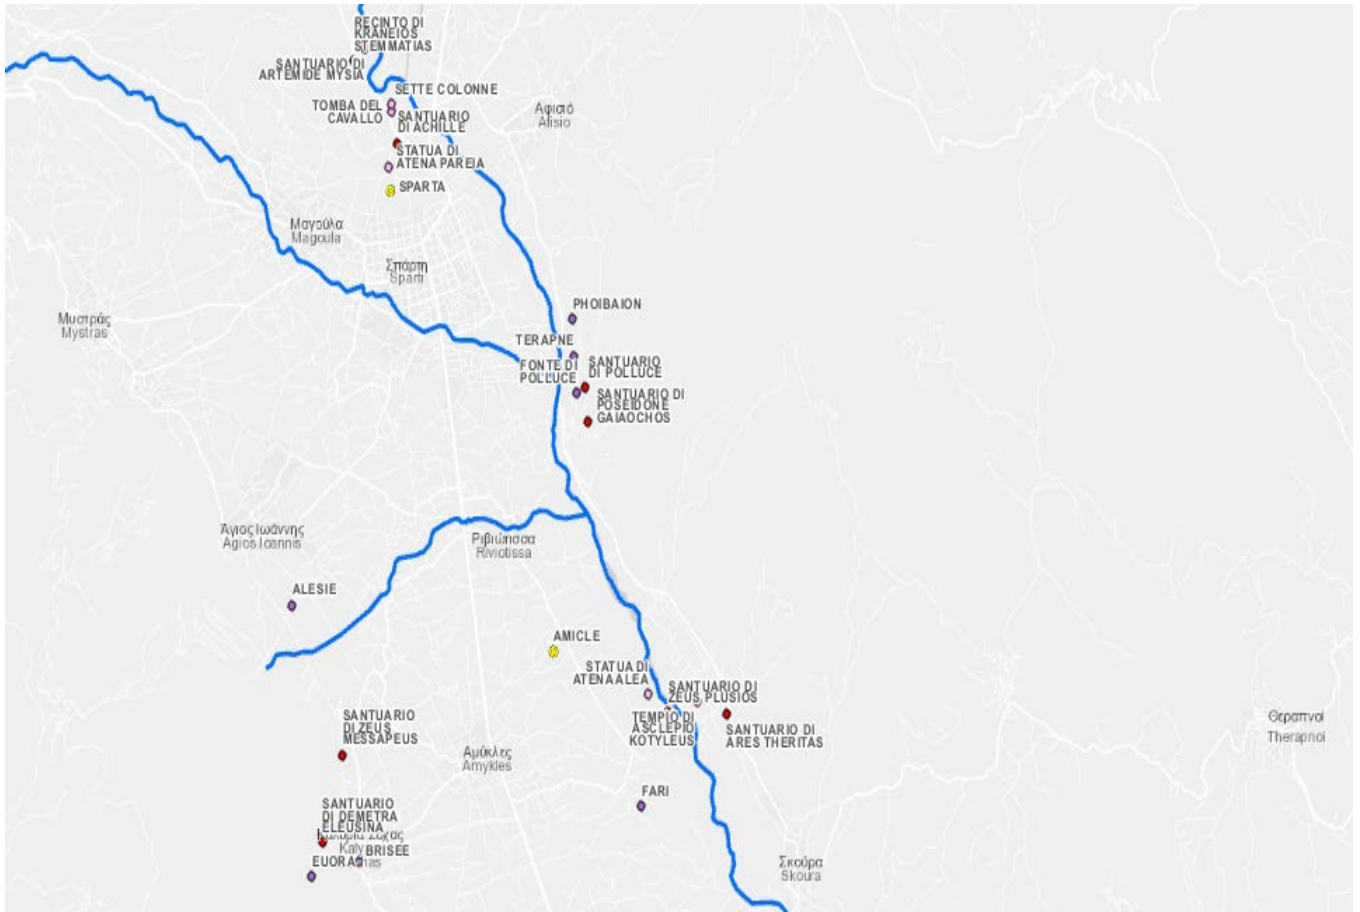 RECINTO DI
KRANEIOS
STEMMATIAS
SANTUARIO DI
ARTEMIDE MYSIA
SETTE COLONNE
TOMBA DEL
CAVALLO
SANTUARIO
DI ACHILLE
Αφισιό
Afisio
STATUA DI
ATENA PAREIA
SPARTA
Μαγούλα
Magoula
Σπάρτη
Sparti
Μυστράς
Mystras
PHOIBAION
TERAPNE
FONTE DI
POLLUCE
SANTUARIO
DI POLLUCE
SANTUARIO DI
POSEIDONE
GAIAOCHOS
Άγιος Ιωάννης
Agios Ioannis
Ριβιώτισσα
Riviotissa
ALESIE
AMICLE
STATUA DI
ATENA ALEA
SANTUARIO DI
ZEUS PLUSIOS
TEMPIO DI
ASCLEPIO
KOTYLEUS
SANTUARIO DI
ARES THERITAS
SANTUARIO
DI ZEUS
MESSAPEUS
Αμύκλες
Amykles
Θεραπνοί
Therapnoi
FARI
SANTUARIO
DI DEMETRA
ELEUSINA
BRISEE
EUORA
Σκούρα
Skoura